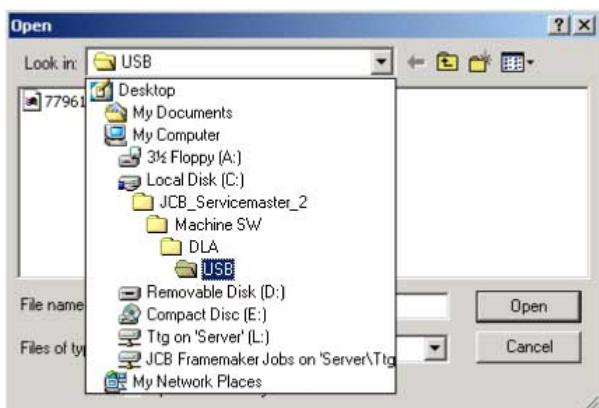 Open
Look in: USB
77961
Desktop
My Documents
My Computer
3½ Floppy (A:)
Local Disk (C:)
JCB_Servicemaster_2
Machine SW
DLA
USB
Removable Disk (D:)
Compact Disc (E:)
Ttg on 'Server' (L:)
JCB Framemaker Jobs on 'Server\Ttg
My Network Places
File name
Open
Files of ty
Cancel